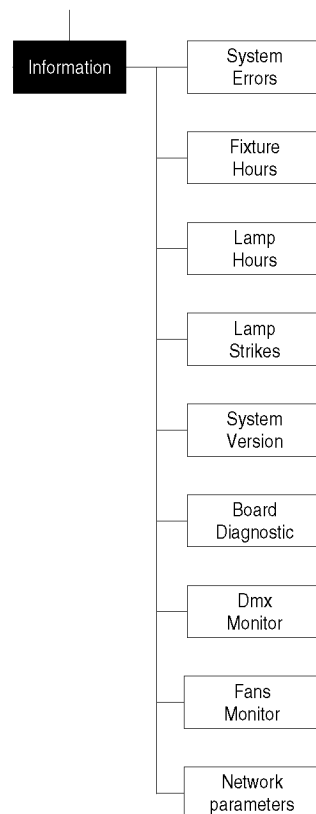 Information
System
Errors
Fixture
Hours
Lamp
Hours
Lamp
Strikes
System
Version
Board
Diagnostic
Dmx
Monitor
Fans
Monitor
Network
parameters